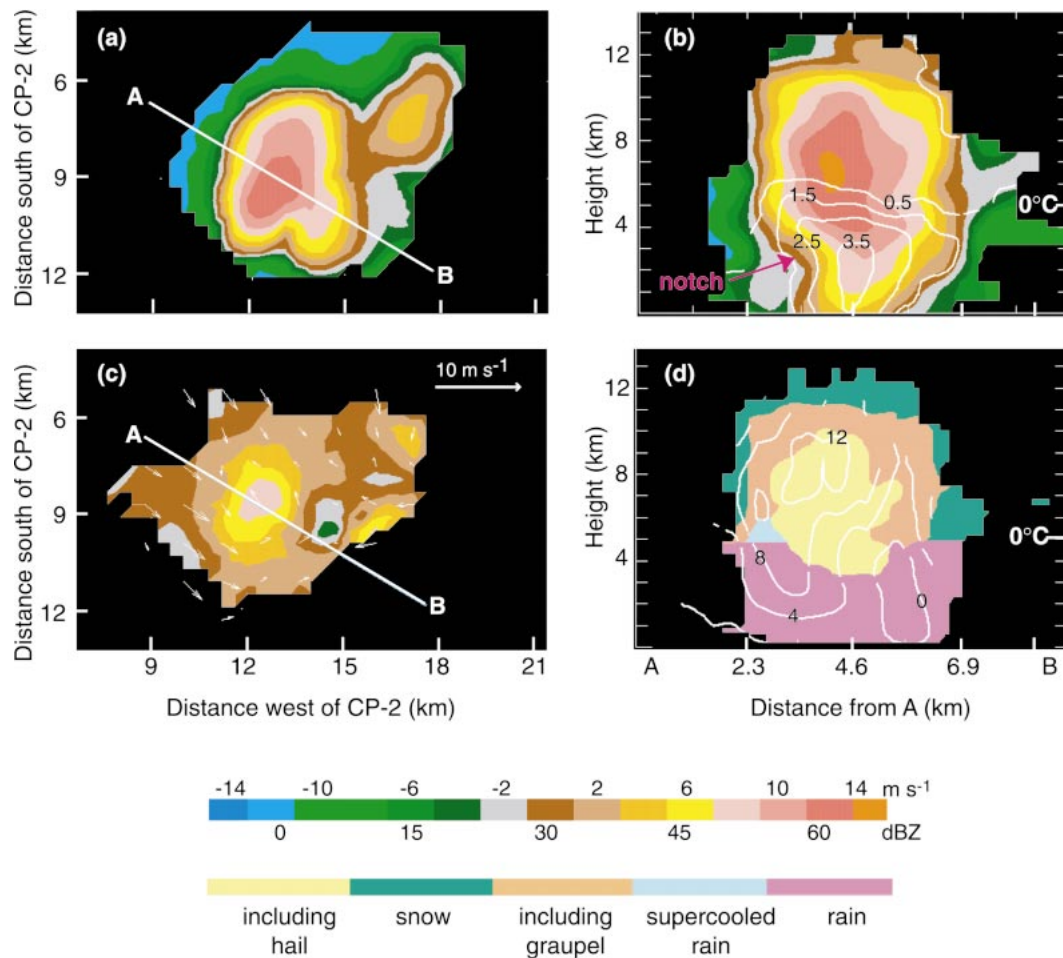 (a)
Distance south of CP-2 (km)
6
9
12
A
B
(b)
Height (km)
12
8
4
1.5
0.5
2.5
3.5
notch
0°C
(c)
10 m s-1
Distance south of CP-2 (km)
6
9
12
A
B
9
12
15
18
21
Distance west of CP-2 (km)
(d)
Height (km)
12
8
4
12
8
4
0
0°C
A
2.3
4.6
6.9
B
Distance from A (km)
-14
-10
-6
-2
2
6
10
14
m s-1
0
15
30
45
60
dBZ
including hail
snow
including graupel
supercooled rain
rain